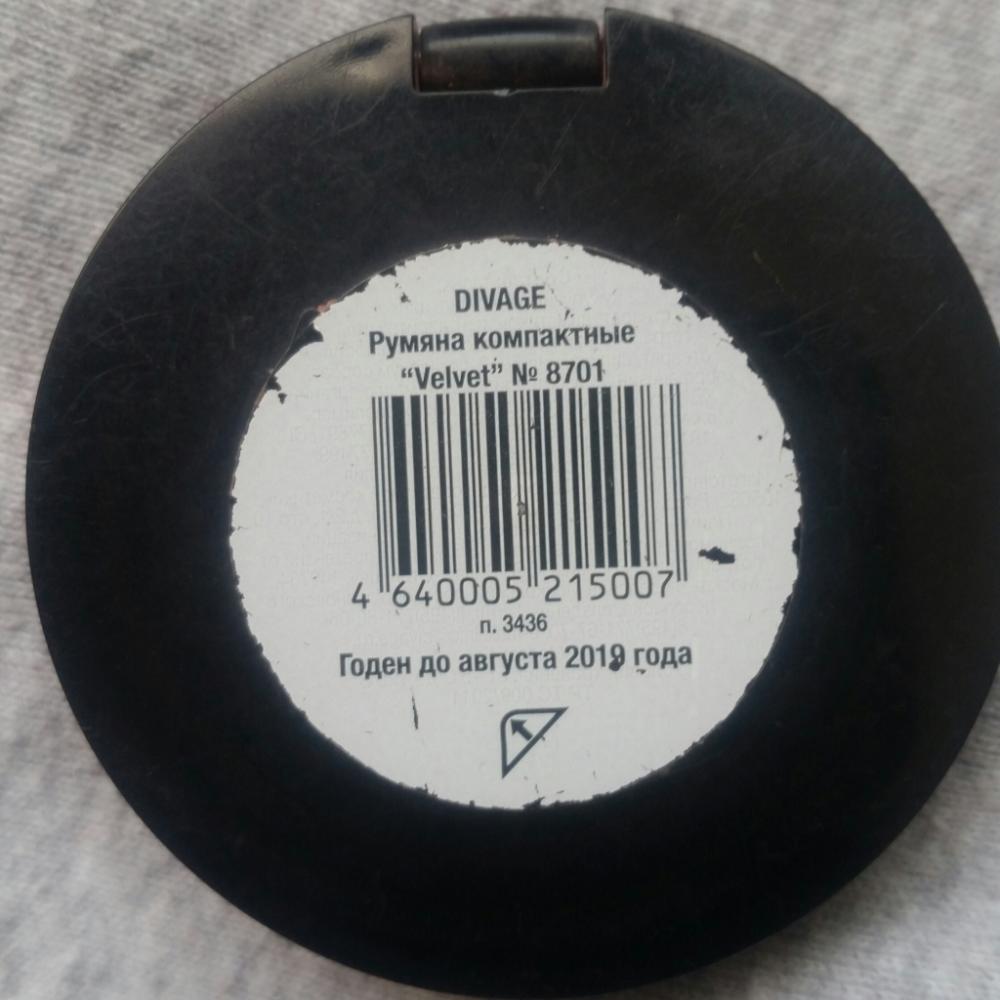 DIVAGE
Румяна компактные
“Velvet” № 8701
4 640005 215007
п. 3436
Годен до августа 2019 года